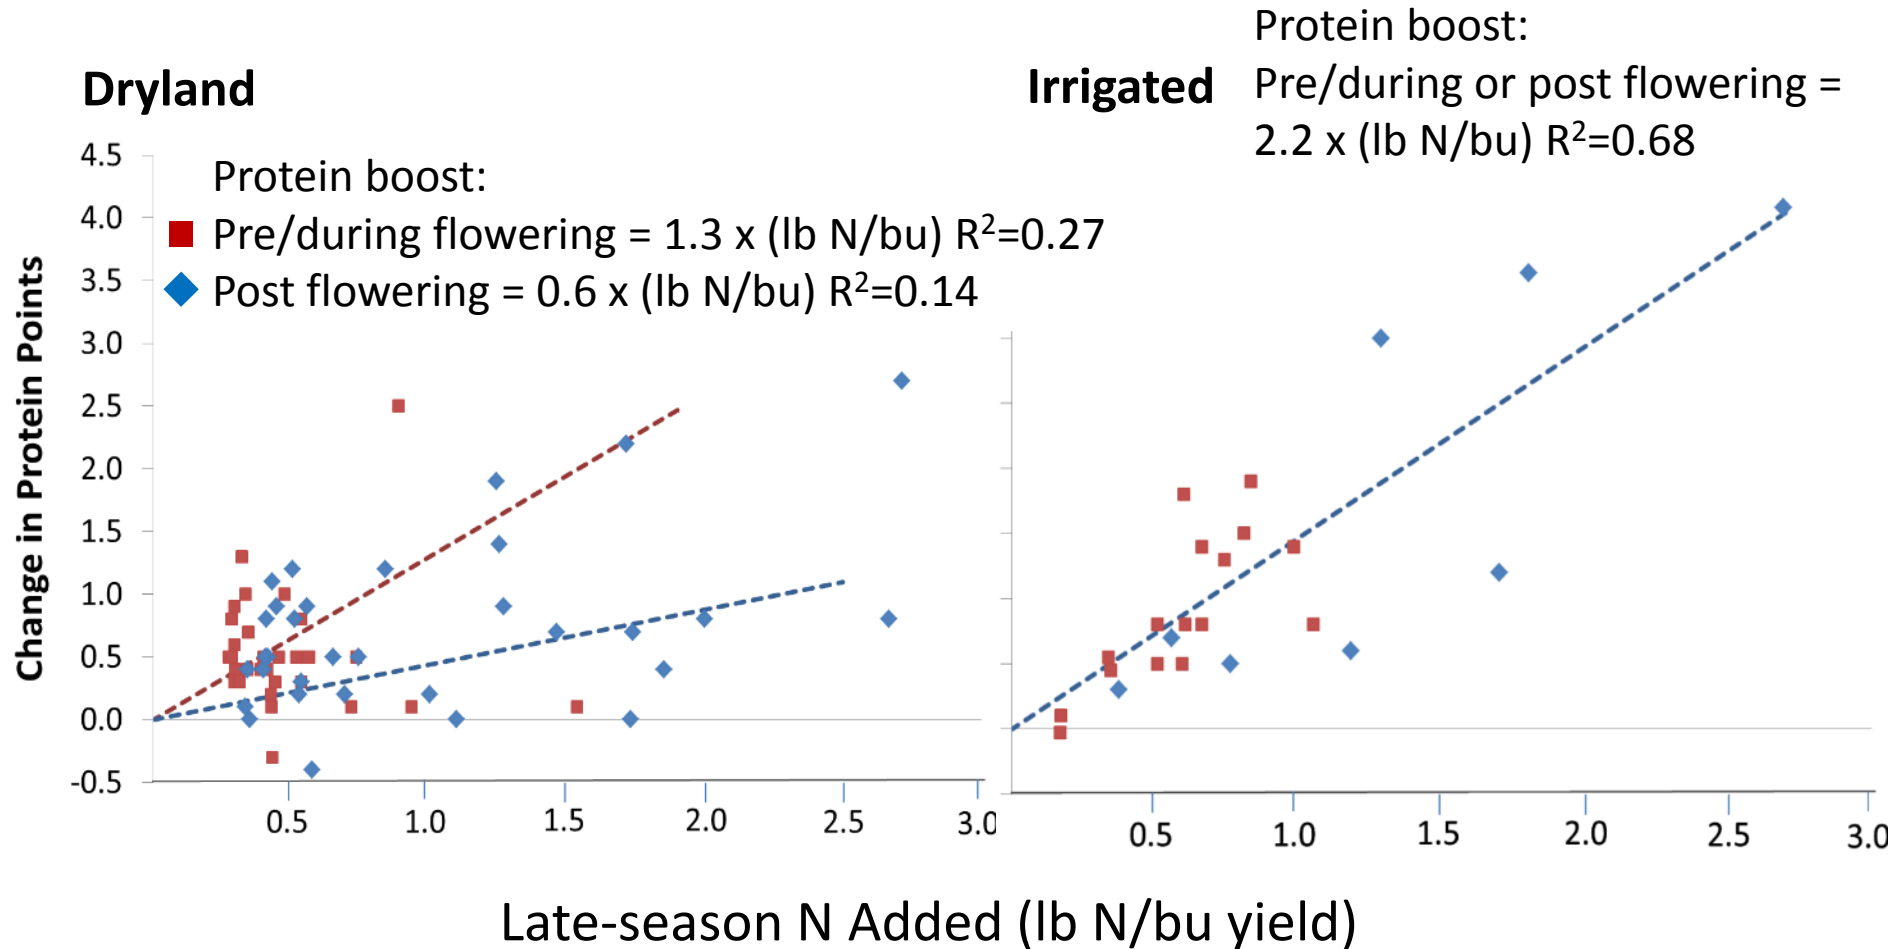 Protein boost:
Dryland
Irrigated
Pre/during or post flowering =
2.2 x (lb N/bu) R²=0.68
Protein boost:
Pre/during flowering = 1.3 x (lb N/bu) R²=0.27
Post flowering = 0.6 x (lb N/bu) R²=0.14
Change in Protein Points
4.5
4.0
3.5
3.0
2.5
2.0
1.5
1.0
0.5
0.0
-0.5
0.5 1.0 1.5 2.0 2.5 3.0
0.5 1.0 1.5 2.0 2.5 3.0
Late-season N Added (lb N/bu yield)